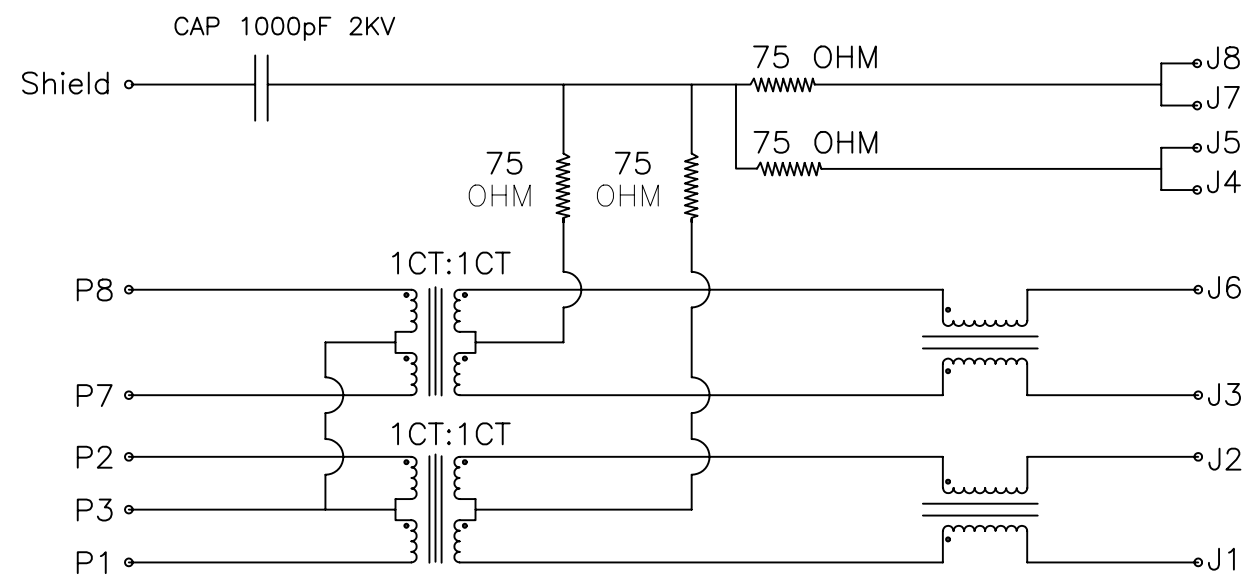 CAP 1000pF 2KV
Shield
75 OHM
J8
J7
75 OHM
J5
J4
75
OHM
75
OHM
1CT:1CT
P8
J6
P7
J3
1CT:1CT
P2
J2
P3
P1
J1